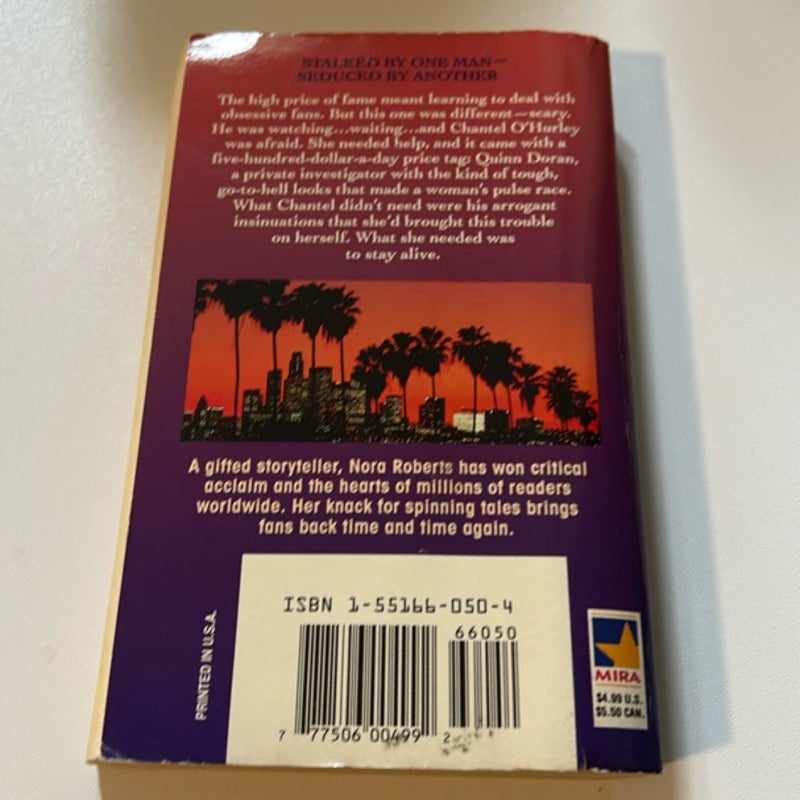 STALKED BY ONE MAN—
SEDUCED BY ANOTHER
The high price of fame meant learning to deal with
obsessive fans. But this one was different—scary.
He was watching...waiting...and Chantel O'Hurley
was afraid. She needed help, and it came with a
five-hundred-dollar-a-day price tag: Quinn Doran,
a private investigator with the kind of tough,
go-to-hell looks that made a woman's pulse race.
What Chantel didn't need were his arrogant
insinuations that she'd brought this trouble
on herself. What she needed was
to stay alive.
A gifted storyteller, Nora Roberts has won critical
acclaim and the hearts of millions of readers
worldwide. Her knack for spinning tales brings
fans back time and time again.
ISBN 1-55166-050-4
66050
7 77506 00499 2
PRINTED IN U.S.A.
MIRA
$4.99 U.S.
$5.50 CAN.